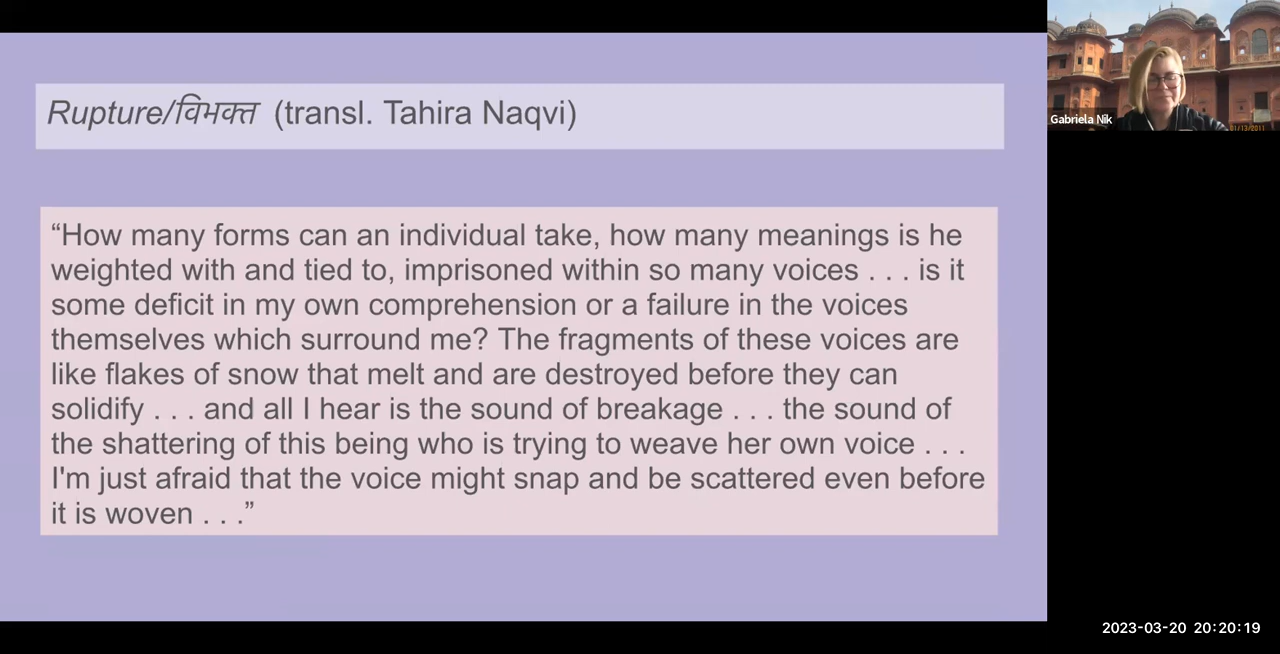 Rupture/विभक्त (transl. Tahira Naqvi)
“How many forms can an individual take, how many meanings is he
weighted with and tied to, imprisoned within so many voices . . . is it
some deficit in my own comprehension or a failure in the voices
themselves which surround me? The fragments of these voices are
like flakes of snow that melt and are destroyed before they can
solidify . . . and all I hear is the sound of breakage . . . the sound of
the shattering of this being who is trying to weave her own voice . . .
I'm just afraid that the voice might snap and be scattered even before
it is woven . . .”
Gabriela Nik
01/13/2011
2023-03-20 20:20:19